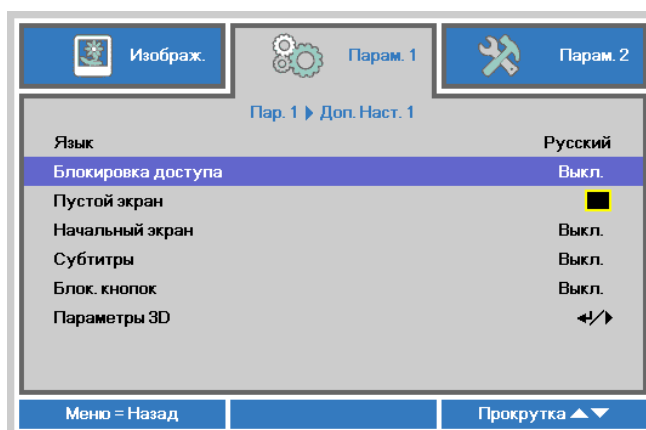 Изображ. Парам. 1 Парам. 2
Пар. 1 Доп. Наст. 1
Язык Русский
Блокировка доступа Выкл.
Пустой экран
Начальный экран Выкл.
Субтитры Выкл.
Блок. кнопок Выкл.
Параметры 3D
Меню = Назад Прокрутка